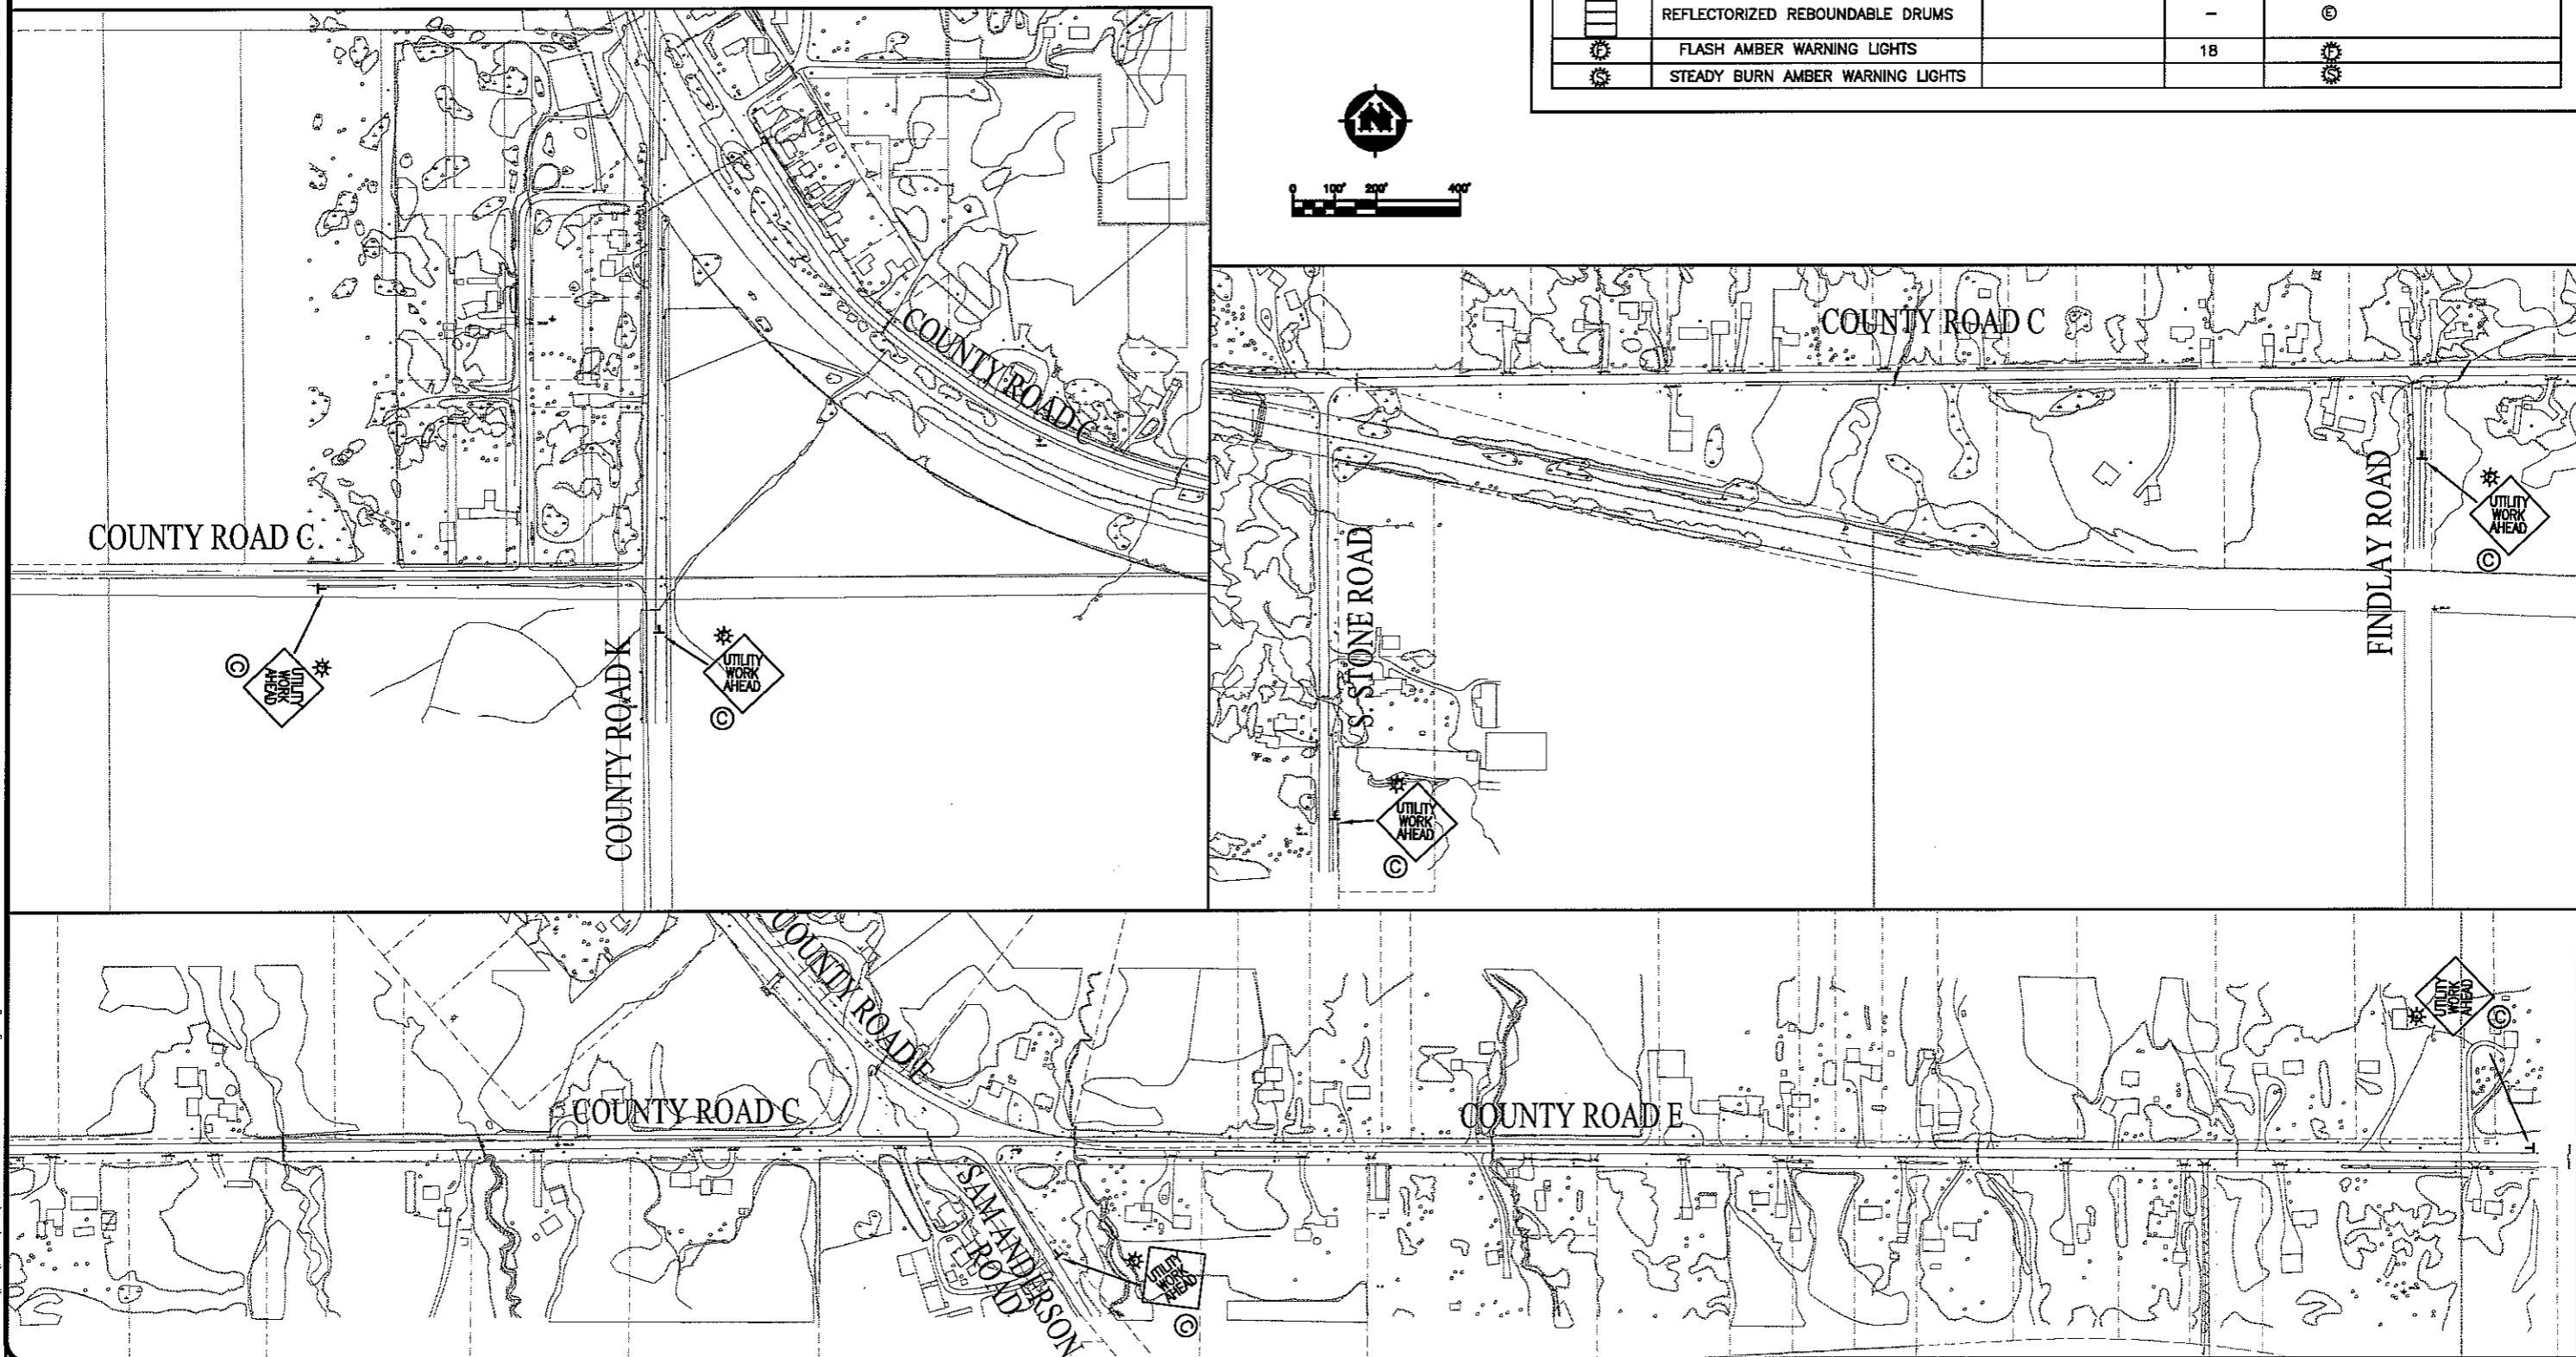 REFLECTORIZED REBOUNDABLE DRUMS - Ⓔ
F FLASH AMBER WARNING LIGHTS 18 F
S STEADY BURN AMBER WARNING LIGHTS S
N
0 100' 200' 400'
COUNTY ROAD C
COUNTY ROAD C
COUNTY ROAD C
COUNTY ROAD K
S. STONE ROAD
FINDLAY ROAD
UTILITY
WORK
AHEAD
Ⓒ
UTILITY
WORK
AHEAD
Ⓒ
UTILITY
WORK
AHEAD
Ⓒ
UTILITY
WORK
AHEAD
Ⓒ
COUNTY ROAD E
COUNTY ROAD C
COUNTY ROAD E
SAM ANDERSON
ROAD
UTILITY
WORK
AHEAD
Ⓒ
UTILITY
WORK
AHEAD
Ⓒ